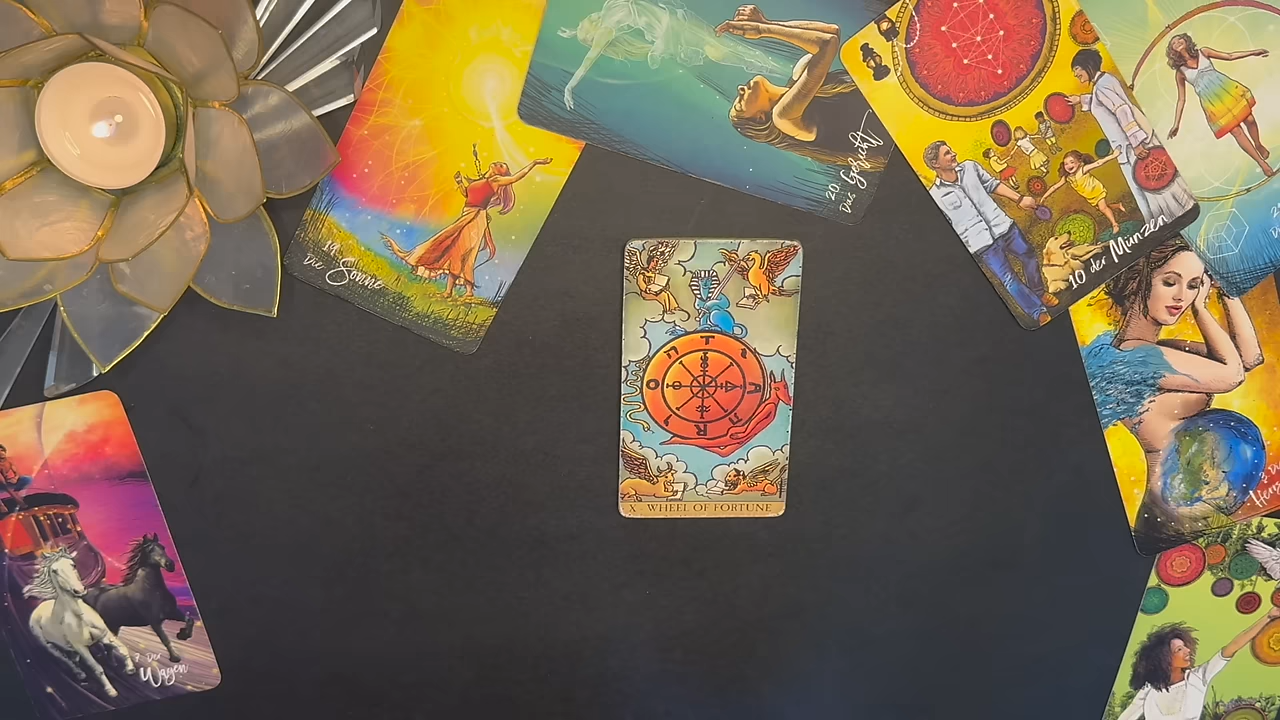 19
Die Sonne
20
Das Gericht
10 der Münzen
X WHEEL OF FORTUNE
7 Der
Wagen